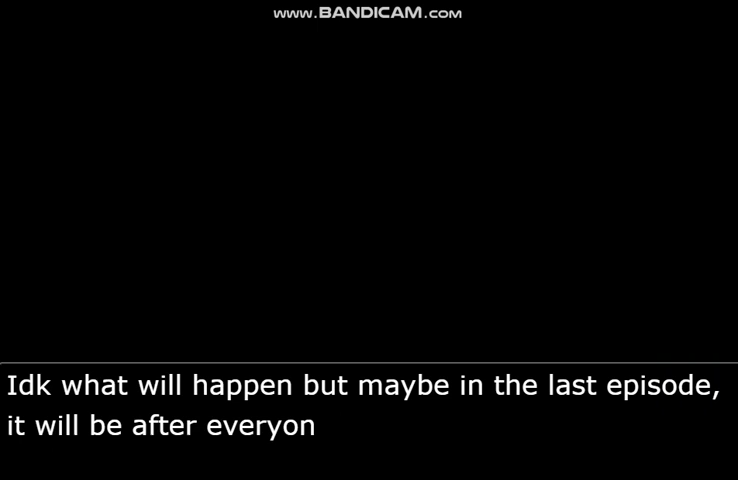 www.BANDICAM.com
Idk what will happen but maybe in the last episode,
it will be after everyon